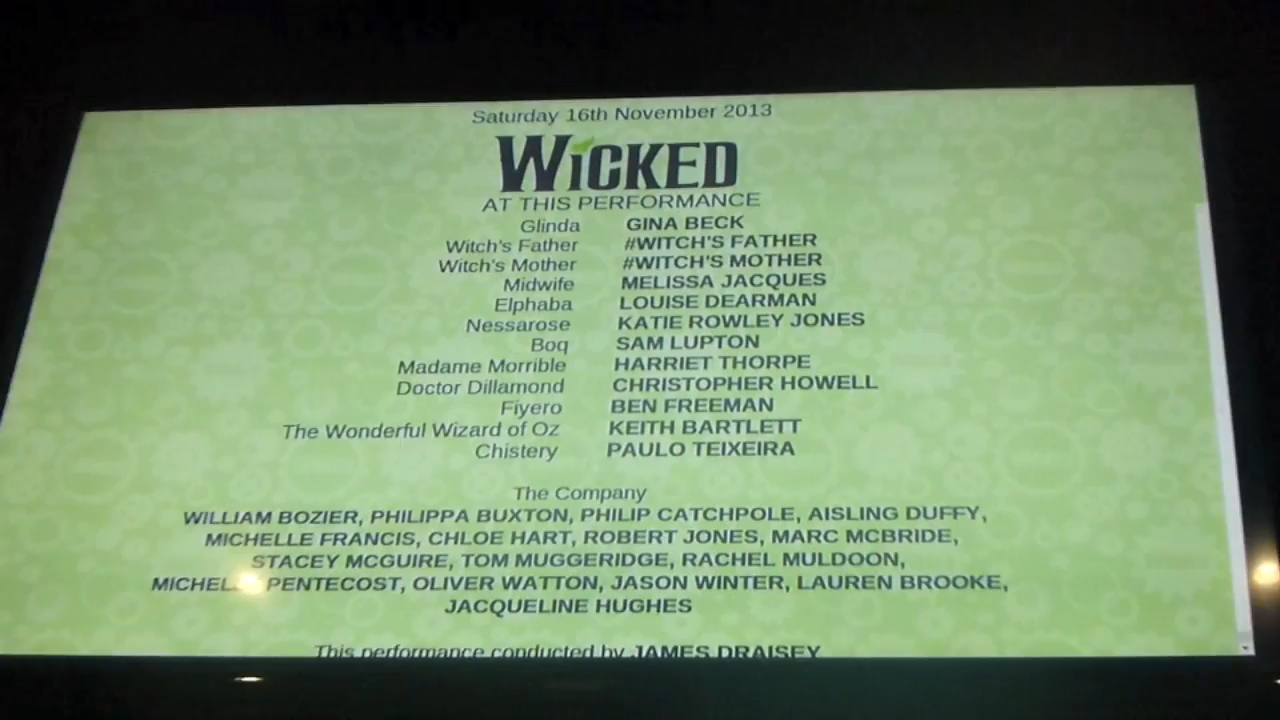 Saturday 16th November 2013
WICKED
AT THIS PERFORMANCE
Glinda GINA BECK
Witch's Father #WITCH'S FATHER
Witch's Mother #WITCH'S MOTHER
Midwife MELISSA JACQUES
Elphaba LOUISE DEARMAN
Nessarose KATIE ROWLEY JONES
Boq SAM LUPTON
Madame Morrible HARRIET THORPE
Doctor Dillamond CHRISTOPHER HOWELL
Fiyero BEN FREEMAN
The Wonderful Wizard of Oz KEITH BARTLETT
Chistery PAULO TEIXEIRA
The Company
WILLIAM BOZIER, PHILIPPA BUXTON, PHILIP CATCHPOLE, AISLING DUFFY,
MICHELLE FRANCIS, CHLOE HART, ROBERT JONES, MARC MCBRIDE,
STACEY MCGUIRE, TOM MUGGERIDGE, RACHEL MULDOON,
PENTECOST, OLIVER WATTON, JASON WINTER, LAUREN BROOKE,
JACQUELINE HUGHES
This performance conducted by JAMES DRAISEY